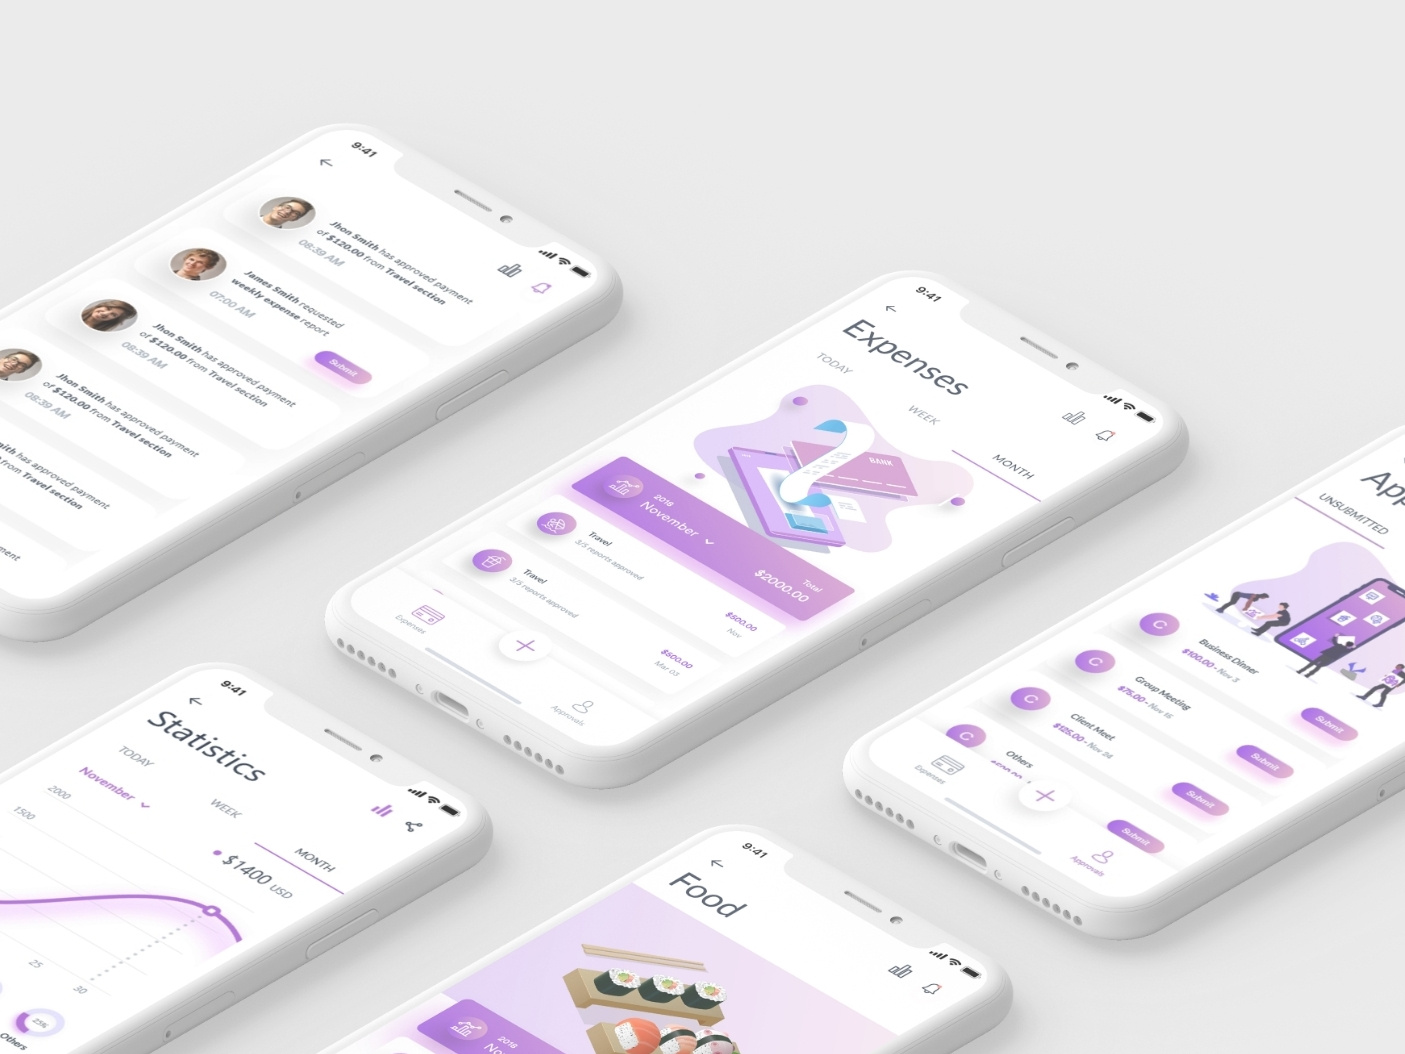 9:41
Jhon Smith has approved payment
of $120.00 from Travel section
08:39 AM
James Smith requested
weekly expense report
07:00 AM
Submit
Jhon Smith has approved payment
of $120.00 from Travel section
08:39 AM
Jhon Smith has approved payment
of $120.00 from Travel section
08:39 AM
has approved payment
from Travel section
9:41
Expenses
TODAY
WEEK
MONTH
BANK
2018
November
Total
$2000.00
Travel
3/5 reports approved
$500.00
Nov
Travel
3/5 reports approved
$500.00
Mar 03
Expenses
Approvals
UNSUBMITTED
C
Business Dinner
$100.00 - Nov 3
Submit
C
Group Meeting
$75.00 - Nov 16
Submit
C
Client Meet
$125.00 - Nov 24
Submit
C
Others
Submit
Expenses
Approvals
9:41
Statistics
TODAY
WEEK
MONTH
November
$1400 USD
2000
1500
25
30
25%
Others
9:41
Food
2018